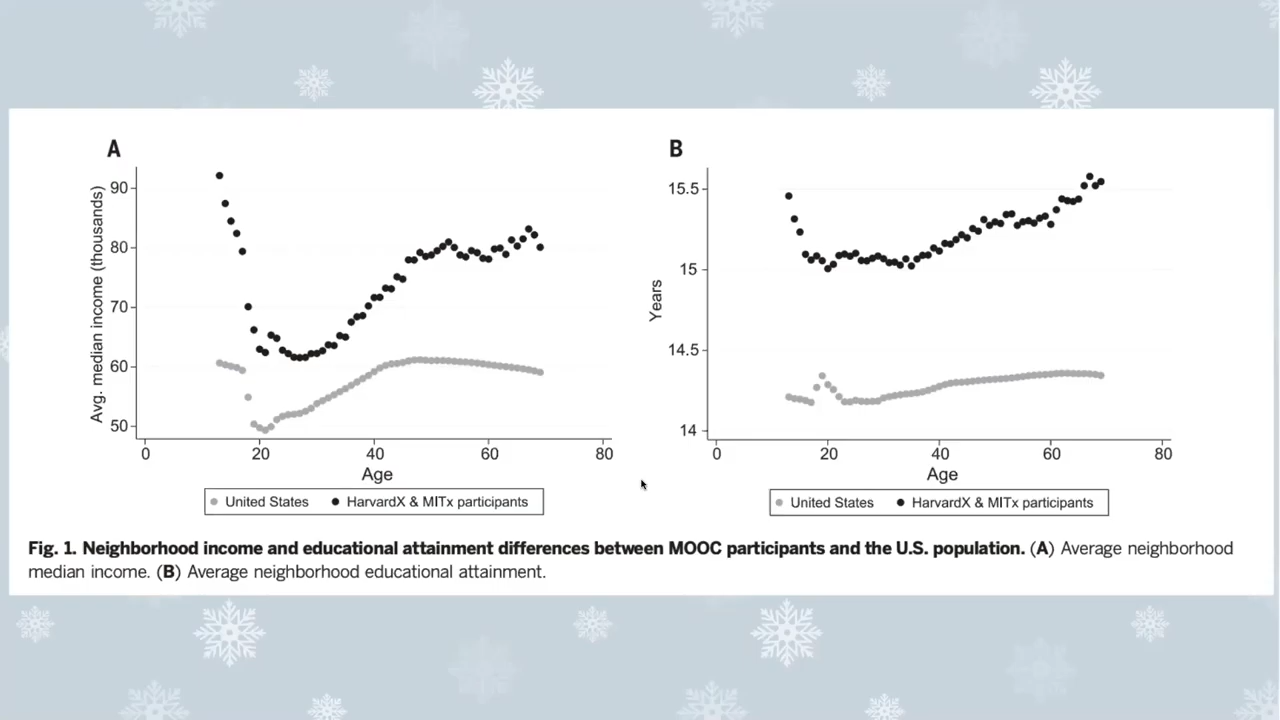 A
Avg. median income (thousands)
90
80
70
60
50
0
20
40
60
80
Age
United States
HarvardX & MITx participants
B
Years
15.5
15
14.5
14
0
20
40
60
80
Age
United States
HarvardX & MITx participants
Fig. 1. Neighborhood income and educational attainment differences between MOOC participants and the U.S. population. (A) Average neighborhood
median income. (B) Average neighborhood educational attainment.